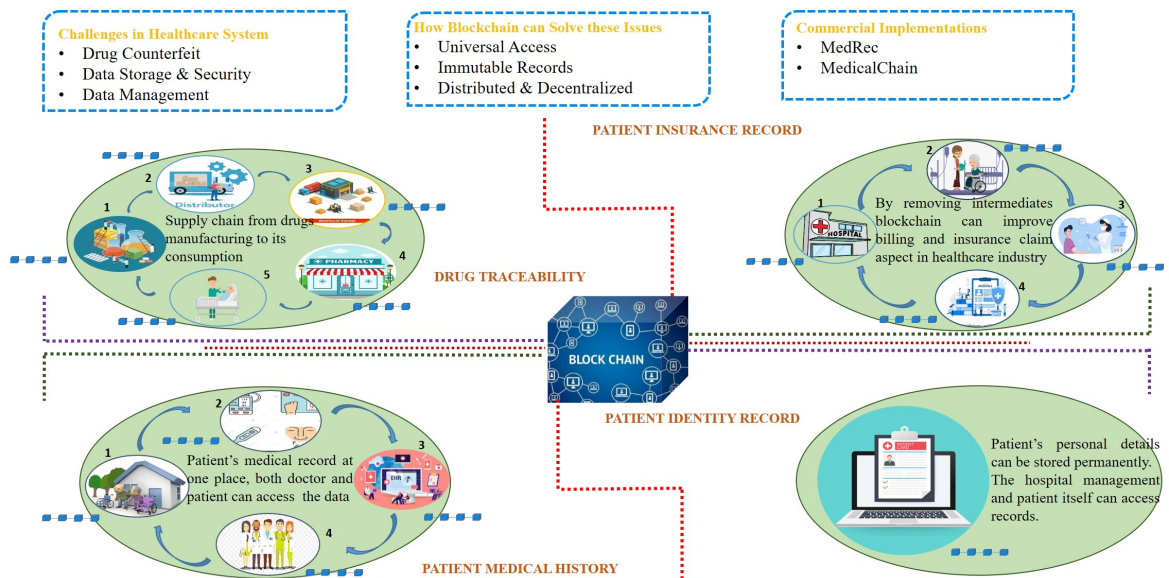 Challenges in Healthcare System
• Drug Counterfeit
• Data Storage & Security
• Data Management
How Blockchain can Solve these Issues
• Universal Access
• Immutable Records
• Distributed & Decentralized
Commercial Implementations
• MedRec
• MedicalChain
PATIENT INSURANCE RECORD
1
2
Distributor
3
4
PHARMACY
5
Supply chain from drugs
manufacturing to its
consumption
DRUG TRACEABILITY
1
HOSPITAL
2
3
4
By removing intermediates
blockchain can improve
billing and insurance claim
aspect in healthcare industry
BLOCK CHAIN
PATIENT IDENTITY RECORD
1
2
3
EHR
4
Patient's medical record at
one place, both doctor and
patient can access the data
PATIENT MEDICAL HISTORY
PATIENT CARD
Patient's personal details
can be stored permanently.
The hospital management
and patient itself can access
records.